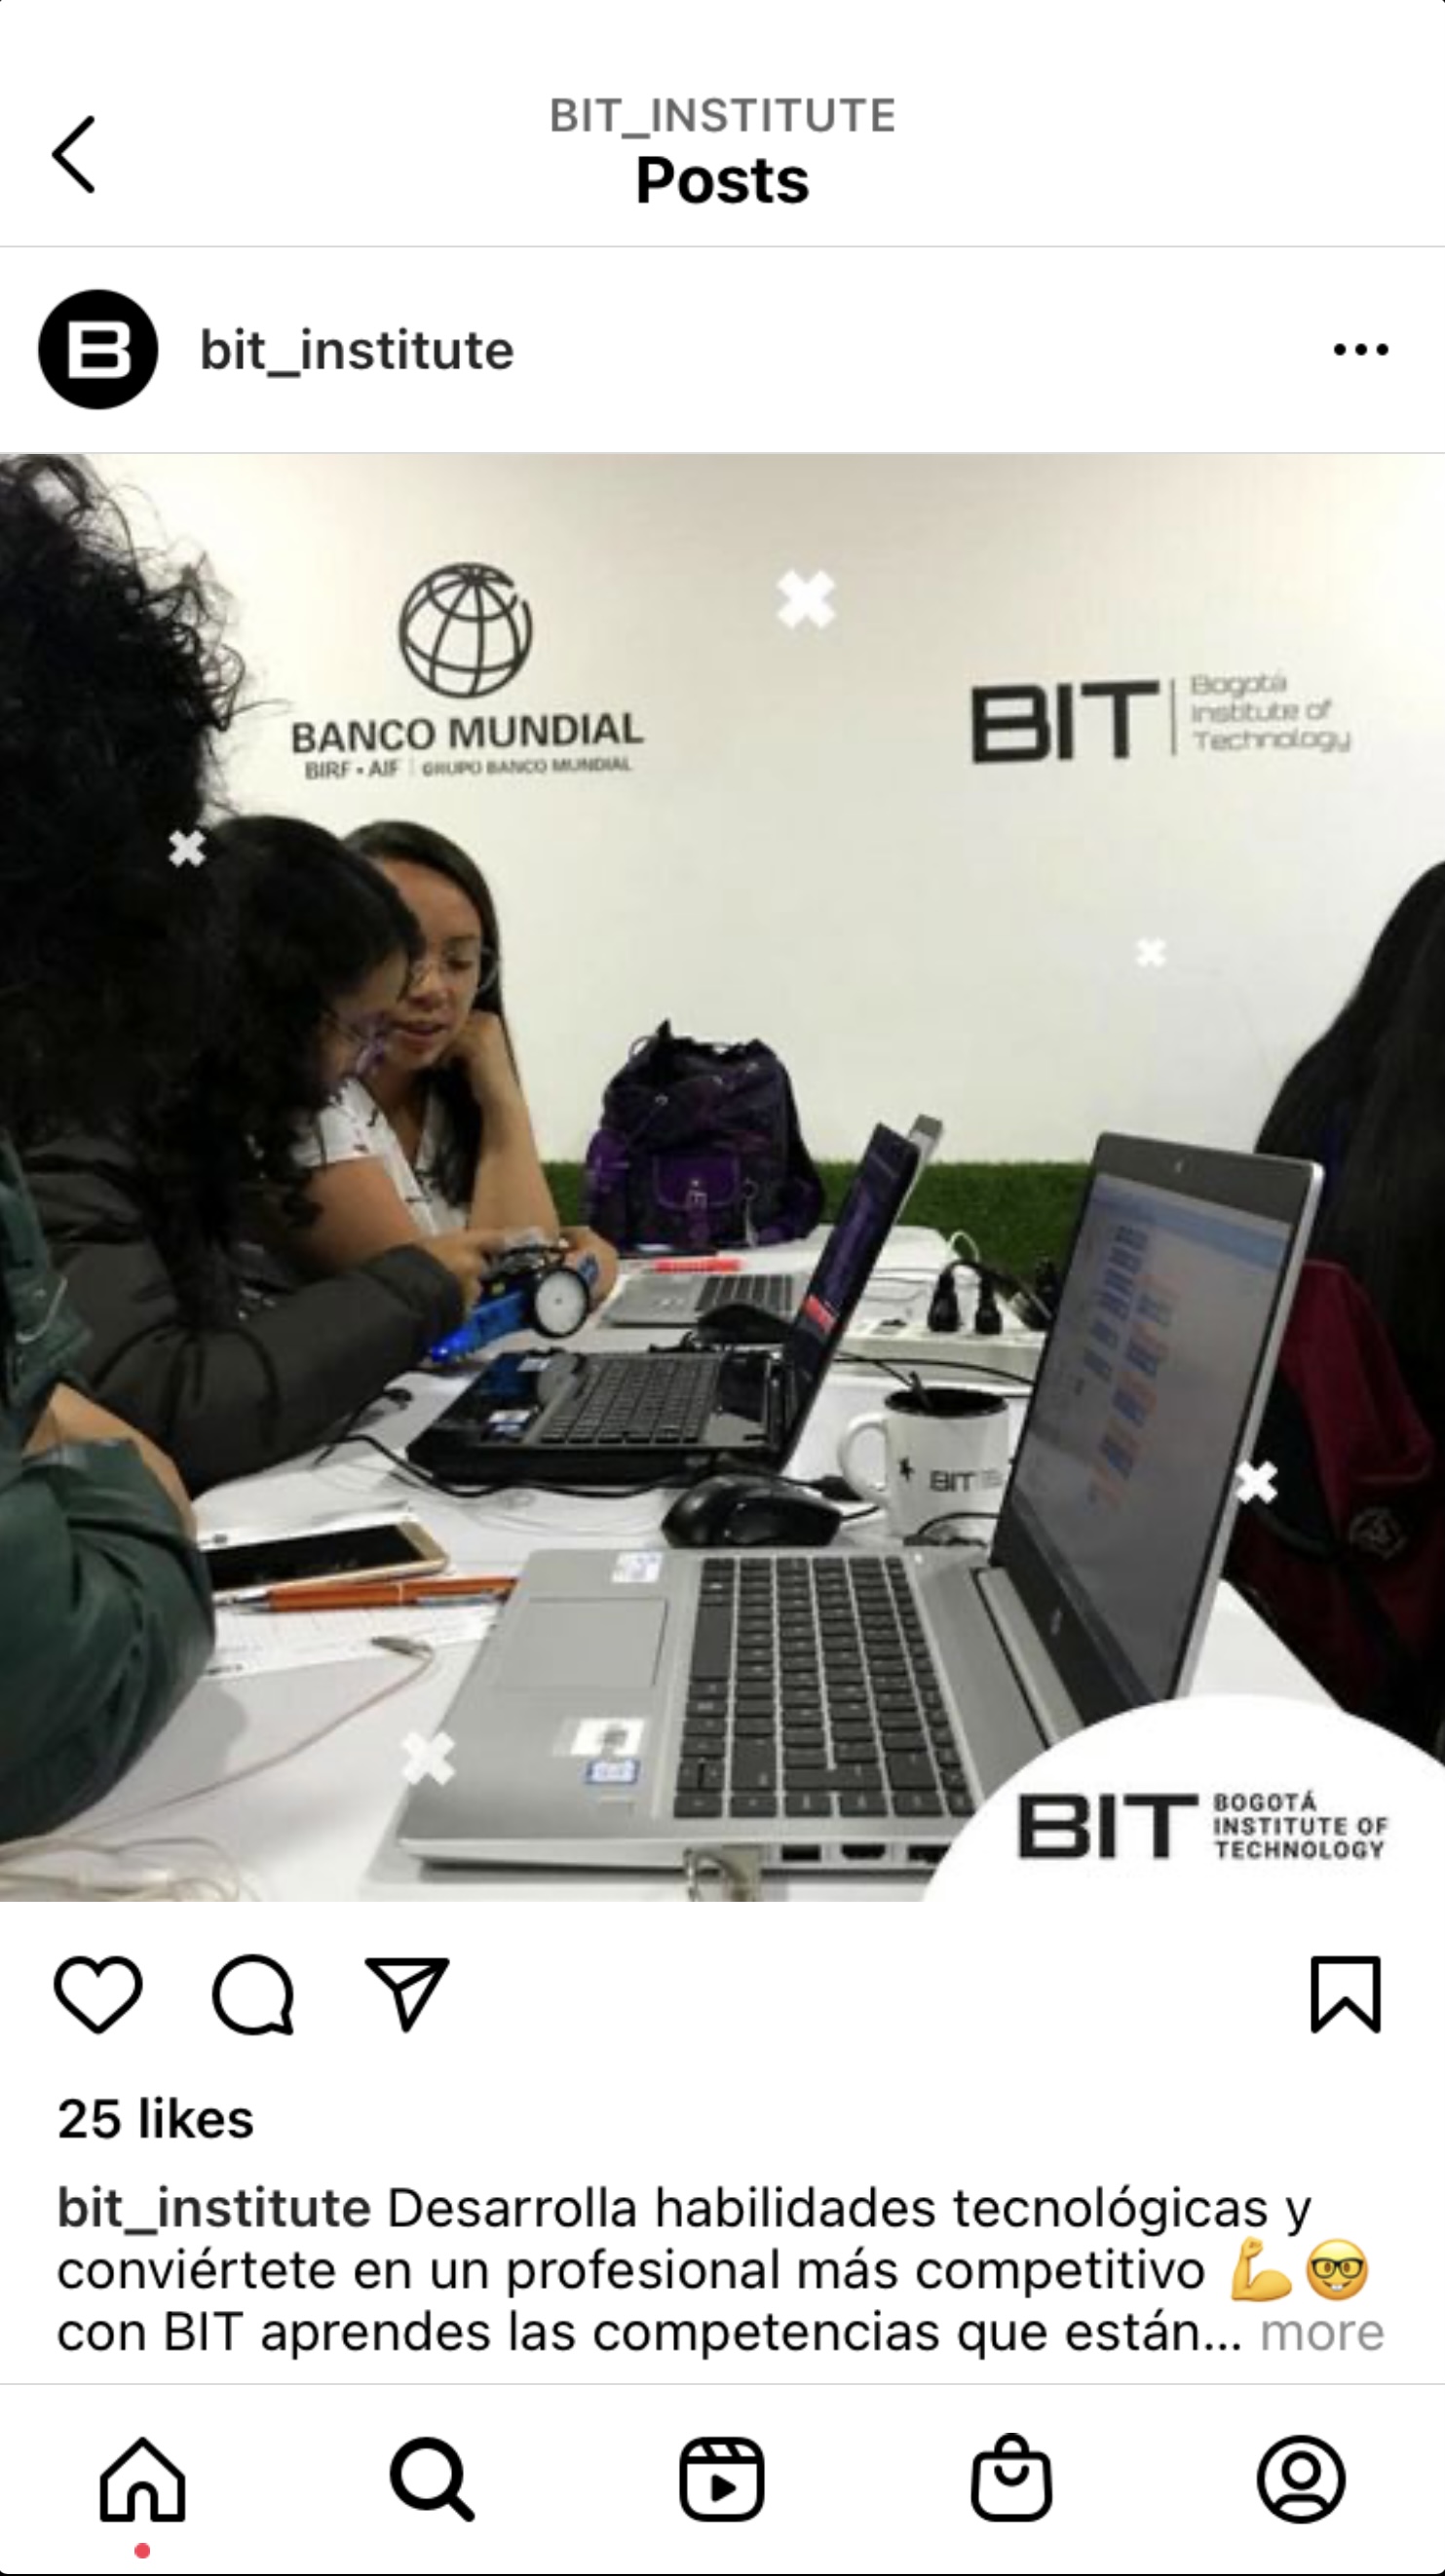 BIT_INSTITUTE
Posts
bit_institute
BANCO MUNDIAL
BIRF • AIF | GRUPO BANCO MUNDIAL
BIT
Bogotá
Institute of
Technology
BIT
BIT
BOGOTÁ
INSTITUTE OF
TECHNOLOGY
25 likes
bit_institute Desarrolla habilidades tecnológicas y
conviértete en un profesional más competitivo 💪🤓
con BIT aprendes las competencias que están... more